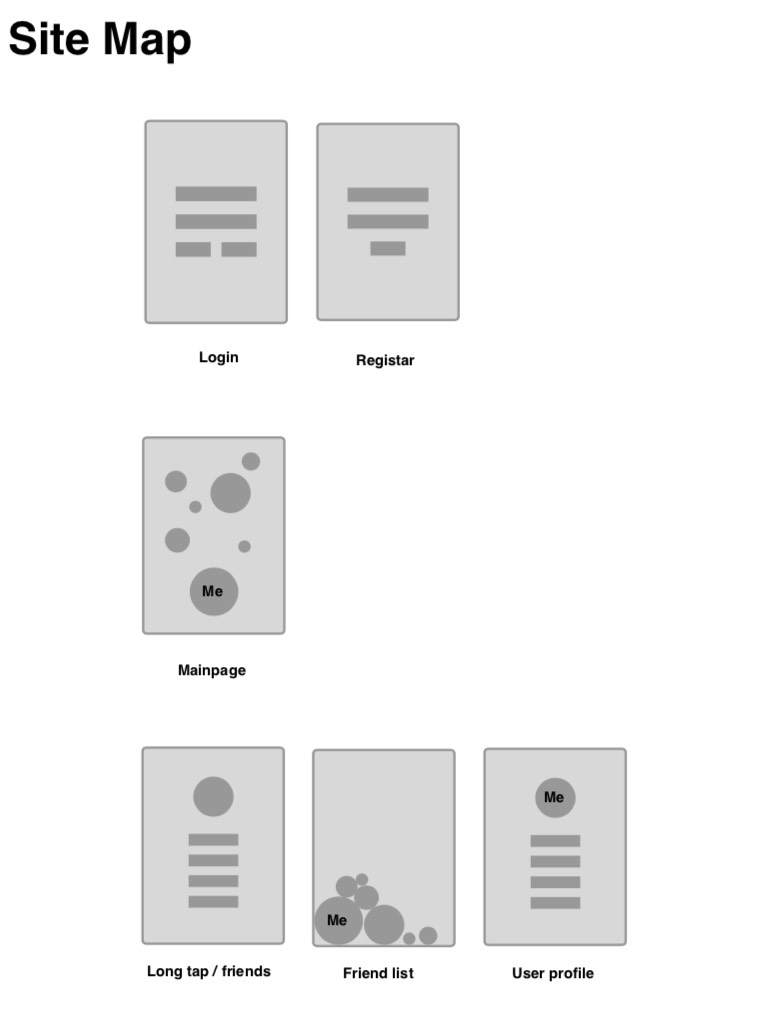 Site Map
Login
Registar
Me
Mainpage
Me
Me
Long tap / friends
Friend list
User profile